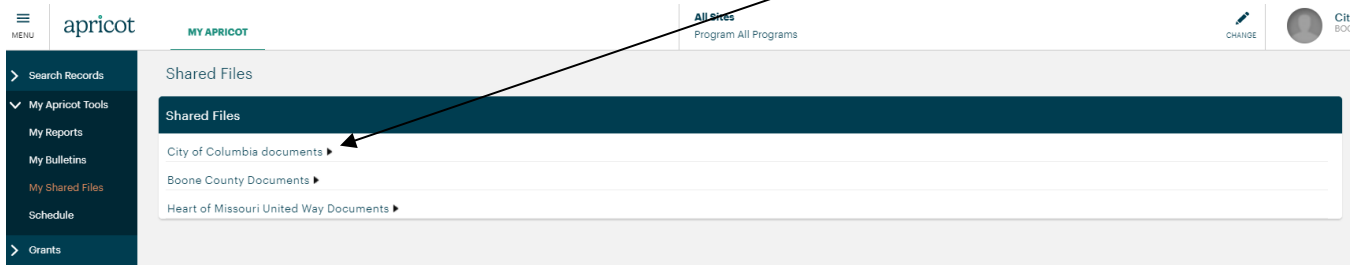 MENU
apricot
MY APRICOT
All Sites
Program All Programs
CHANGE
Cit
BOO
Search Records
My Apricot Tools
My Reports
My Bulletins
My Shared Files
Schedule
Grants
Shared Files
Shared Files
City of Columbia documents
Boone County Documents
Heart of Missouri United Way Documents